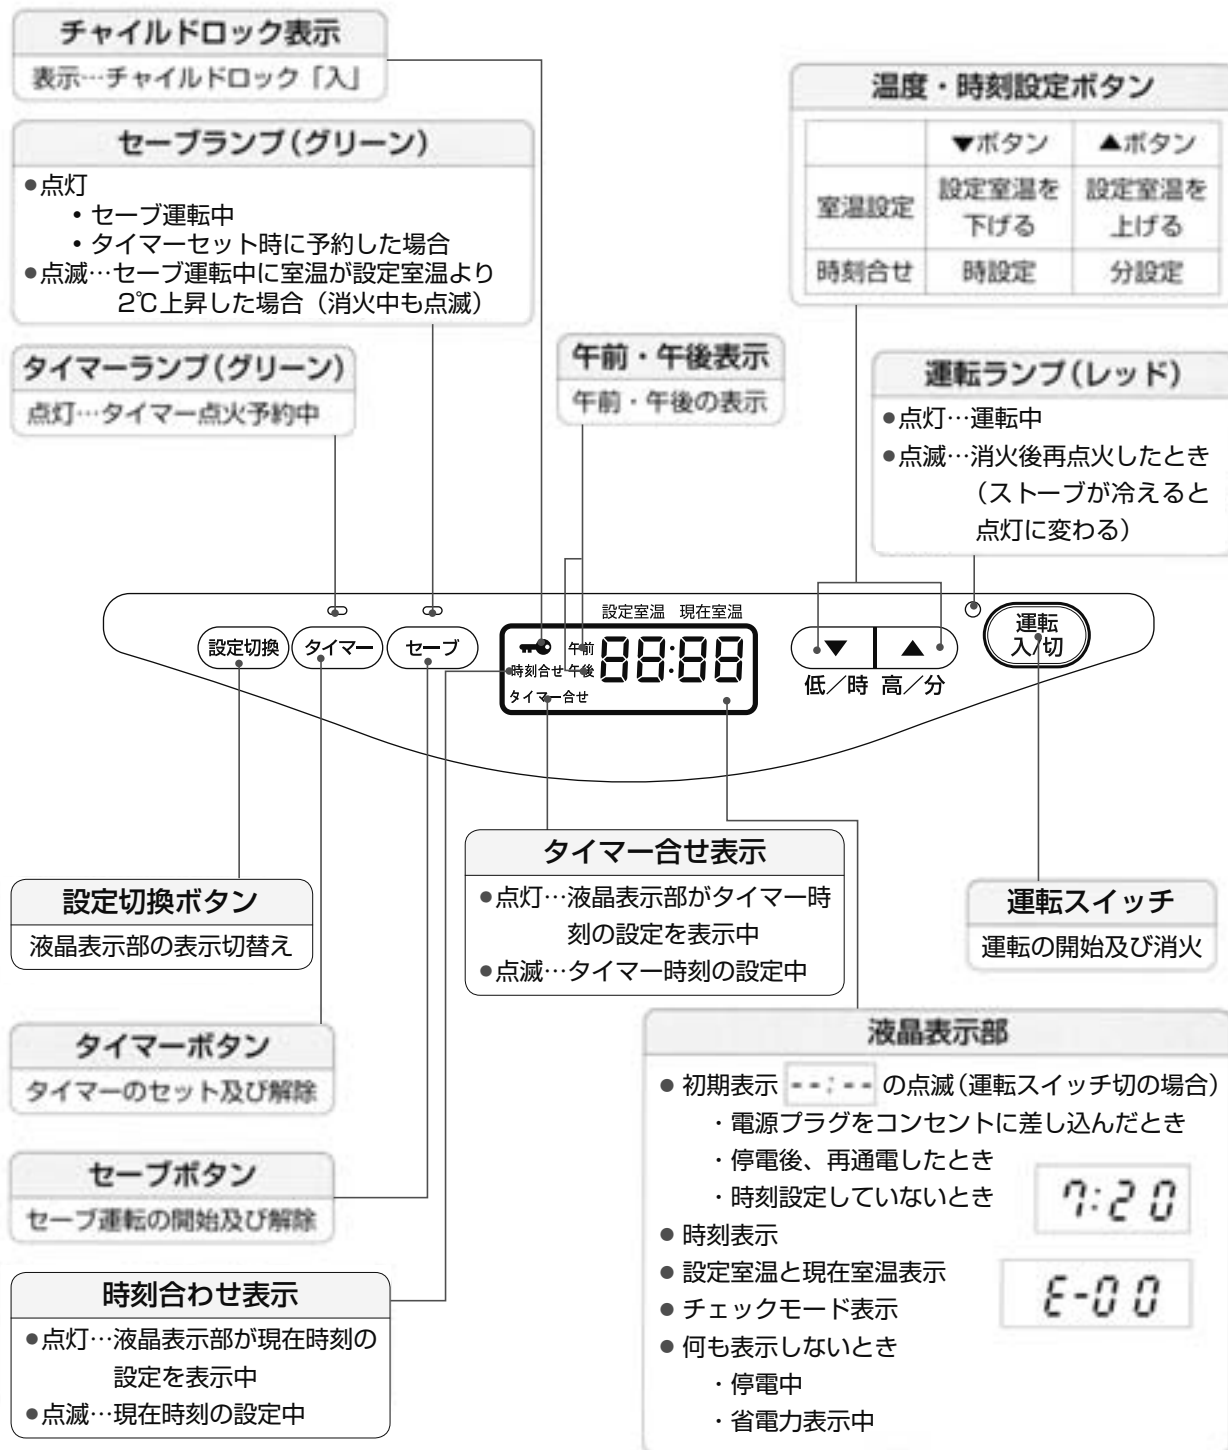 チャイルドロック表示
表示…チャイルドロック「入」
セーブランプ(グリーン)
●点灯
・セーブ運転中
・タイマーセット時に予約した場合
●点滅…セーブ運転中に室温が設定室温より
2℃上昇した場合（消火中も点滅）
タイマーランプ(グリーン)
点灯…タイマー点火予約中
午前・午後表示
午前・午後の表示
温度・時刻設定ボタン
▼ボタン ▲ボタン
室温設定 設定室温を下げる 設定室温を上げる
時刻合せ 時設定 分設定
運転ランプ(レッド)
●点灯…運転中
●点滅…消火後再点火したとき
（ストーブが冷えると
点灯に変わる）
設定切換 タイマー セーブ
設定室温 現在室温
午前
時刻合せ 午後
タイマー合せ
88:88
▼ ▲
低／時 高／分
運転
入/切
タイマー合せ表示
●点灯…液晶表示部がタイマー時
刻の設定を表示中
●点滅…タイマー時刻の設定中
設定切換ボタン
液晶表示部の表示切替え
運転スイッチ
運転の開始及び消火
タイマーボタン
タイマーのセット及び解除
セーブボタン
セーブ運転の開始及び解除
時刻合わせ表示
●点灯…液晶表示部が現在時刻の
設定を表示中
●点滅…現在時刻の設定中
液晶表示部
● 初期表示 --:-- の点滅(運転スイッチ切の場合)
・電源プラグをコンセントに差し込んだとき
・停電後、再通電したとき
・時刻設定していないとき
7:20
● 時刻表示
● 設定室温と現在室温表示
E-00
● チェックモード表示
● 何も表示しないとき
・停電中
・省電力表示中